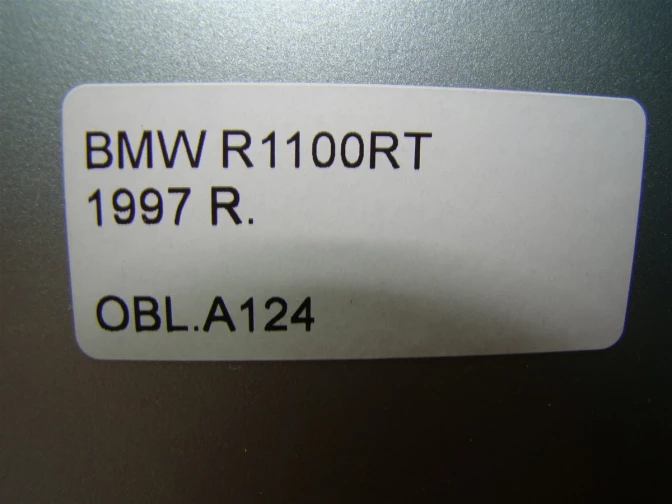 BMW R1100RT
1997 R.
OBL.A124